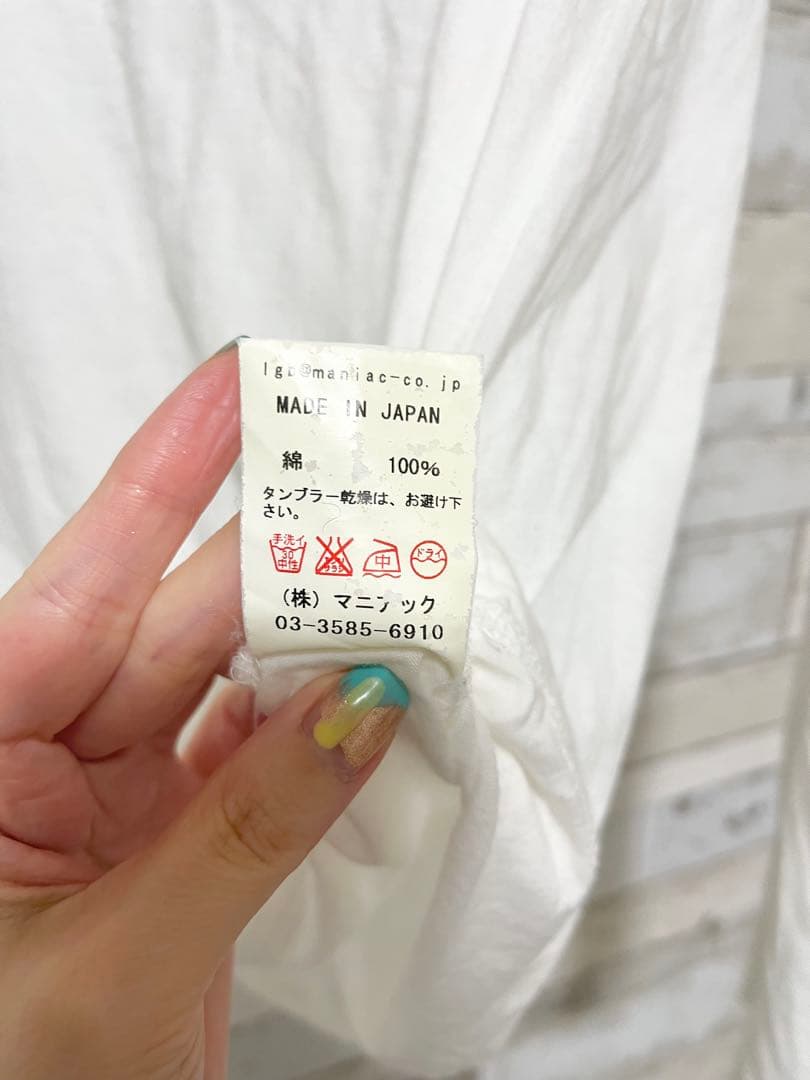 lgb@maniac-co.jp
MADE IN JAPAN
綿 100%
タンブラー乾燥は、お避け下
さい。
手洗イ 30 中性 中 ドライ
(株) マニアック
03-3585-6910